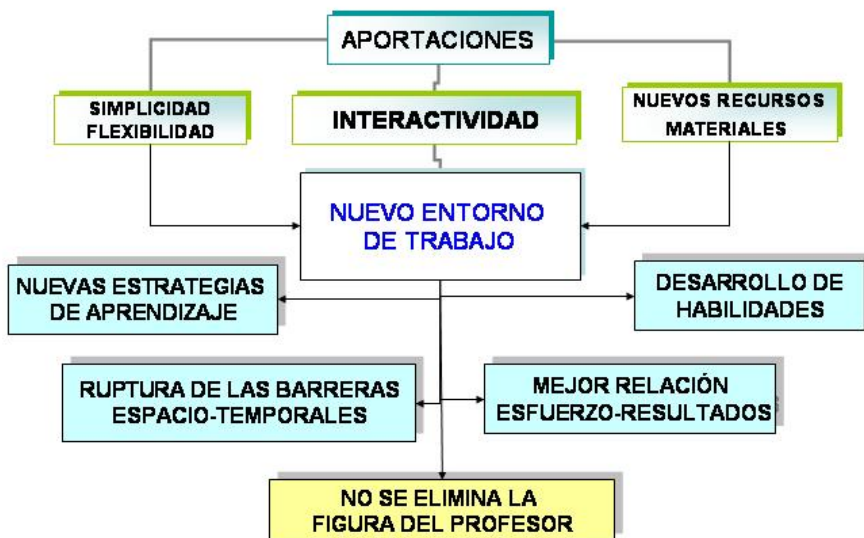 APORTACIONES
SIMPLICIDAD
FLEXIBILIDAD
INTERACTIVIDAD
NUEVOS RECURSOS
MATERIALES
NUEVO ENTORNO
DE TRABAJO
NUEVAS ESTRATEGIAS
DE APRENDIZAJE
DESARROLLO DE
HABILIDADES
RUPTURA DE LAS BARRERAS
ESPACIO-TEMPORALES
MEJOR RELACIÓN
ESFUERZO-RESULTADOS
NO SE ELIMINA LA
FIGURA DEL PROFESOR